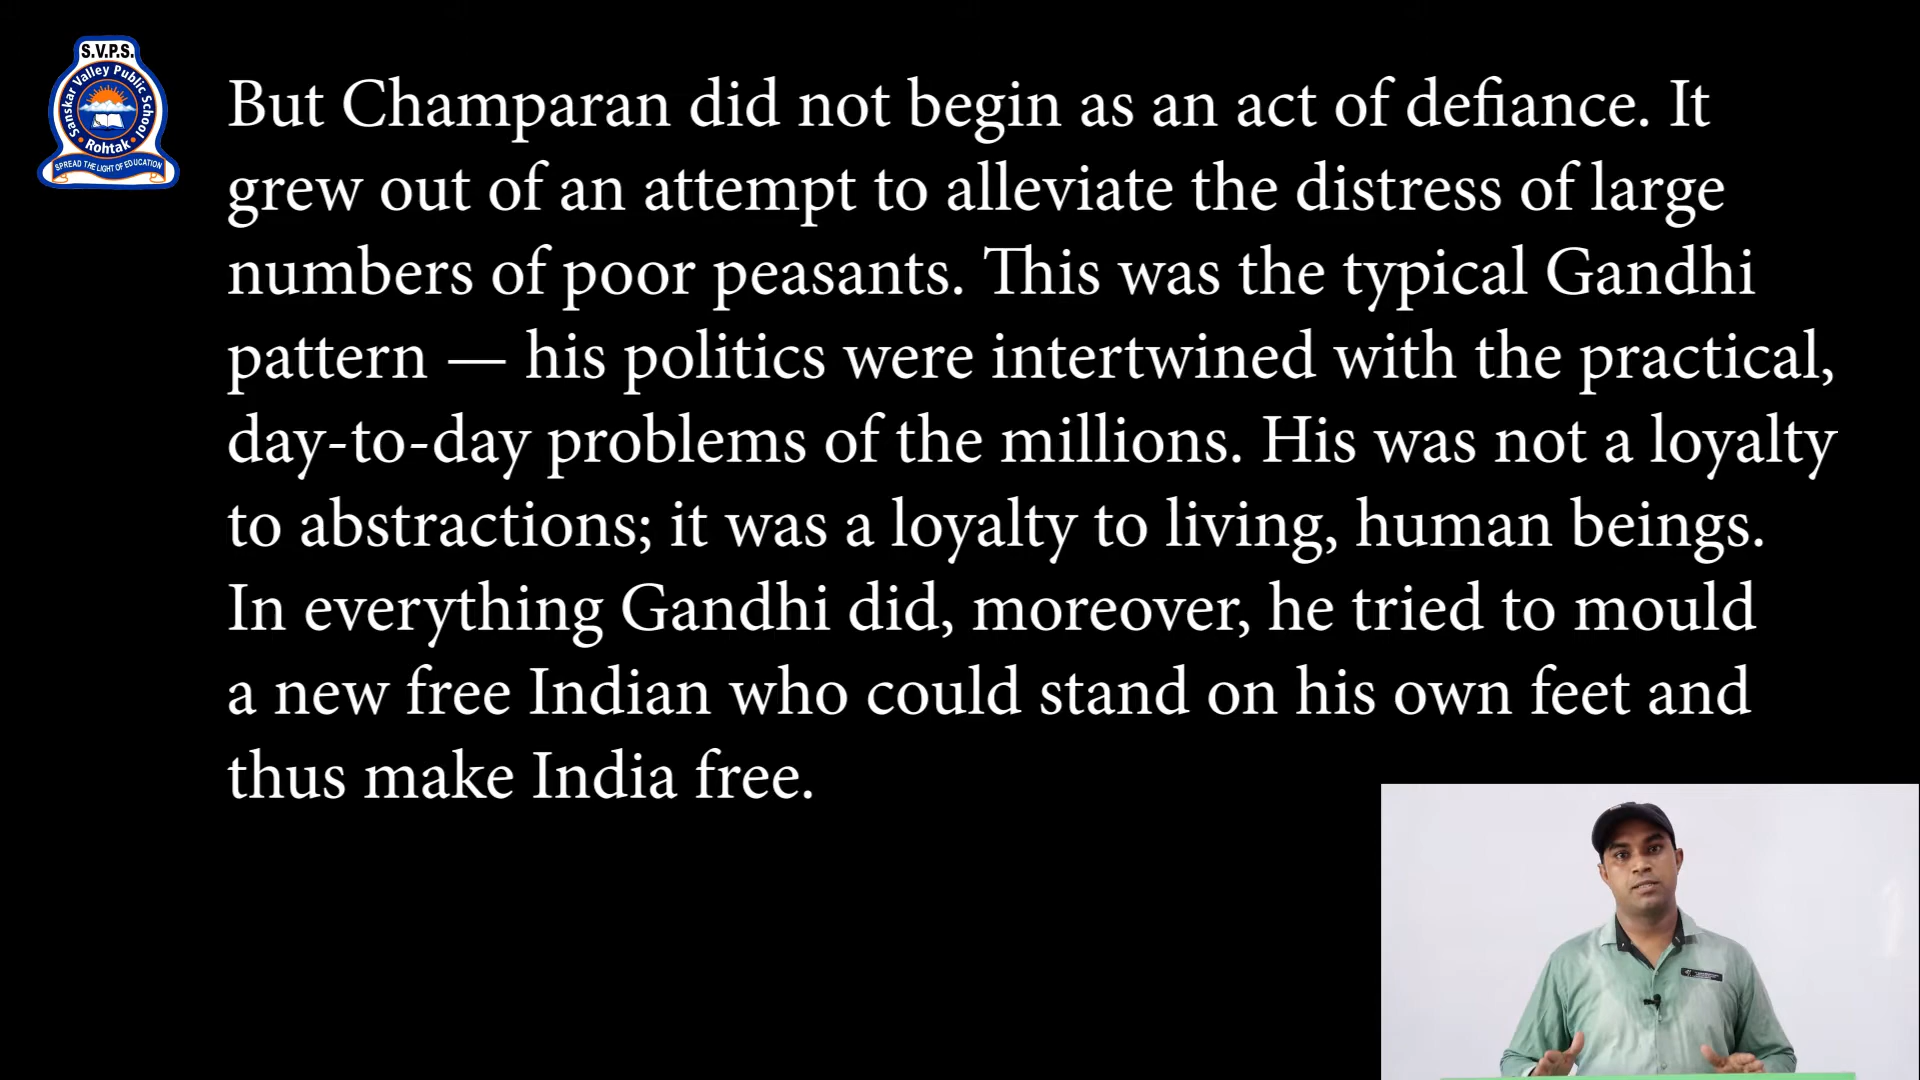 S.V.P.S.
Sanskar Valley Public School
Rohtak
SPREAD THE LIGHT OF EDUCATION
But Champaran did not begin as an act of defiance. It
grew out of an attempt to alleviate the distress of large
numbers of poor peasants. This was the typical Gandhi
pattern — his politics were intertwined with the practical,
day-to-day problems of the millions. His was not a loyalty
to abstractions; it was a loyalty to living, human beings.
In everything Gandhi did, moreover, he tried to mould
a new free Indian who could stand on his own feet and
thus make India free.